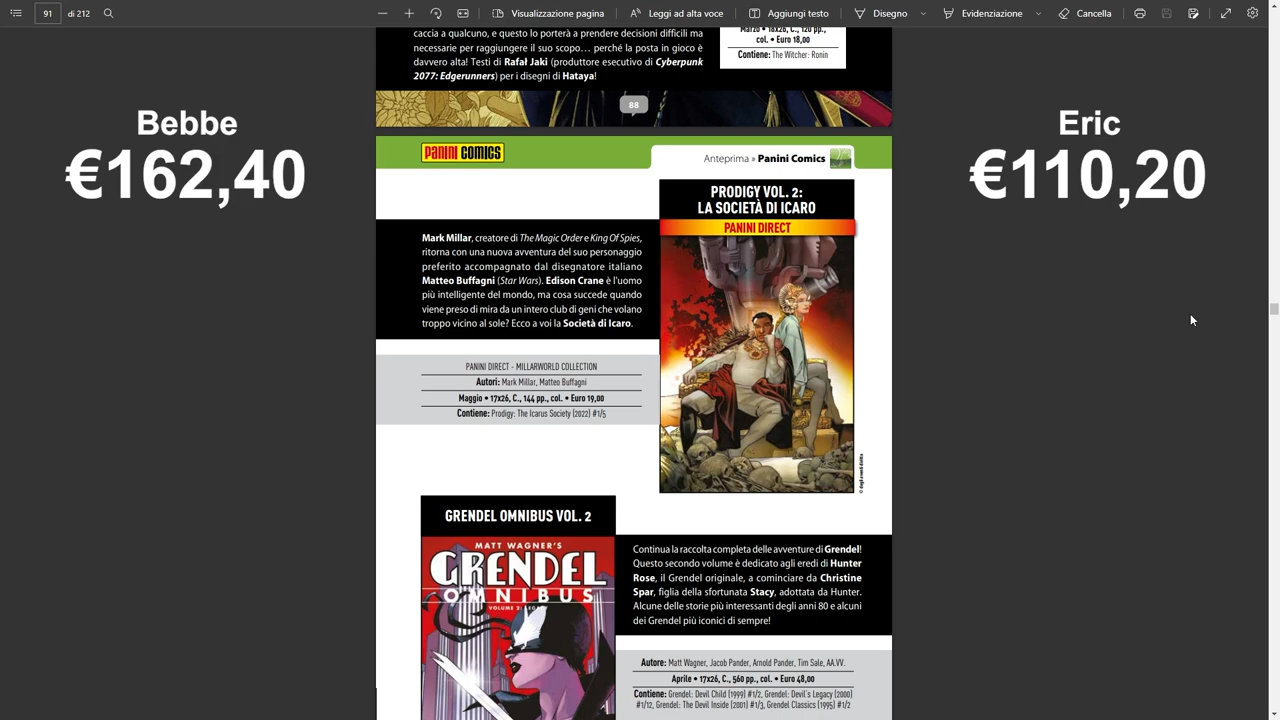 91
di 212
Disegno
Evidenziazione
Cancella
caccia a qualcuno, e questo lo porterà a prendere decisioni difficili ma
necessarie per raggiungere il suo scopo… perché la posta in gioco è
davvero alta! Testi di Rafał Jaki (produttore esecutivo di Cyberpunk
2077: Edgerunners) per i disegni di Hataya!
Marzo • 16x26, C., 120 pp.,
col. • Euro 18,00
Contiene: The Witcher: Ronin
88
Bebbe
€162,40
Eric
€110,20
PANINI COMICS
Anteprima » Panini Comics
PRODIGY VOL. 2:
LA SOCIETÀ DI ICARO
PANINI DIRECT
Mark Millar, creatore di The Magic Order e King Of Spies,
ritorna con una nuova avventura del suo personaggio
preferito accompagnato dal disegnatore italiano
Matteo Buffagni (Star Wars). Edison Crane è l'uomo
più intelligente del mondo, ma cosa succede quando
viene preso di mira da un intero club di geni che volano
troppo vicino al sole? Ecco a voi la Società di Icaro.
PANINI DIRECT - MILLARWORLD COLLECTION
Autori: Mark Millar, Matteo Buffagni
Maggio • 17x26, C., 144 pp., col. • Euro 19,00
Contiene: Prodigy: The Icarus Society (2022) #1/5
© degli aventi diritto
GRENDEL OMNIBUS VOL. 2
MATT WAGNER'S
GRENDEL
OMNIBUS
VOLUME 2: LEGACY
Continua la raccolta completa delle avventure di Grendel!
Questo secondo volume è dedicato agli eredi di Hunter
Rose, il Grendel originale, a cominciare da Christine
Spar, figlia della sfortunata Stacy, adottata da Hunter.
Alcune delle storie più interessanti degli anni 80 e alcuni
dei Grendel più iconici di sempre!
Autore: Matt Wagner, Jacob Pander, Arnold Pander, Tim Sale, AA.VV.
Aprile • 17x26, C., 560 pp., col. • Euro 48,00
Contiene: Grendel: Devil Child (1999) #1/2, Grendel: Devil's Legacy (2000)
#1/12, Grendel: The Devil Inside (2001) #1/3, Grendel Classics (1995) #1/2